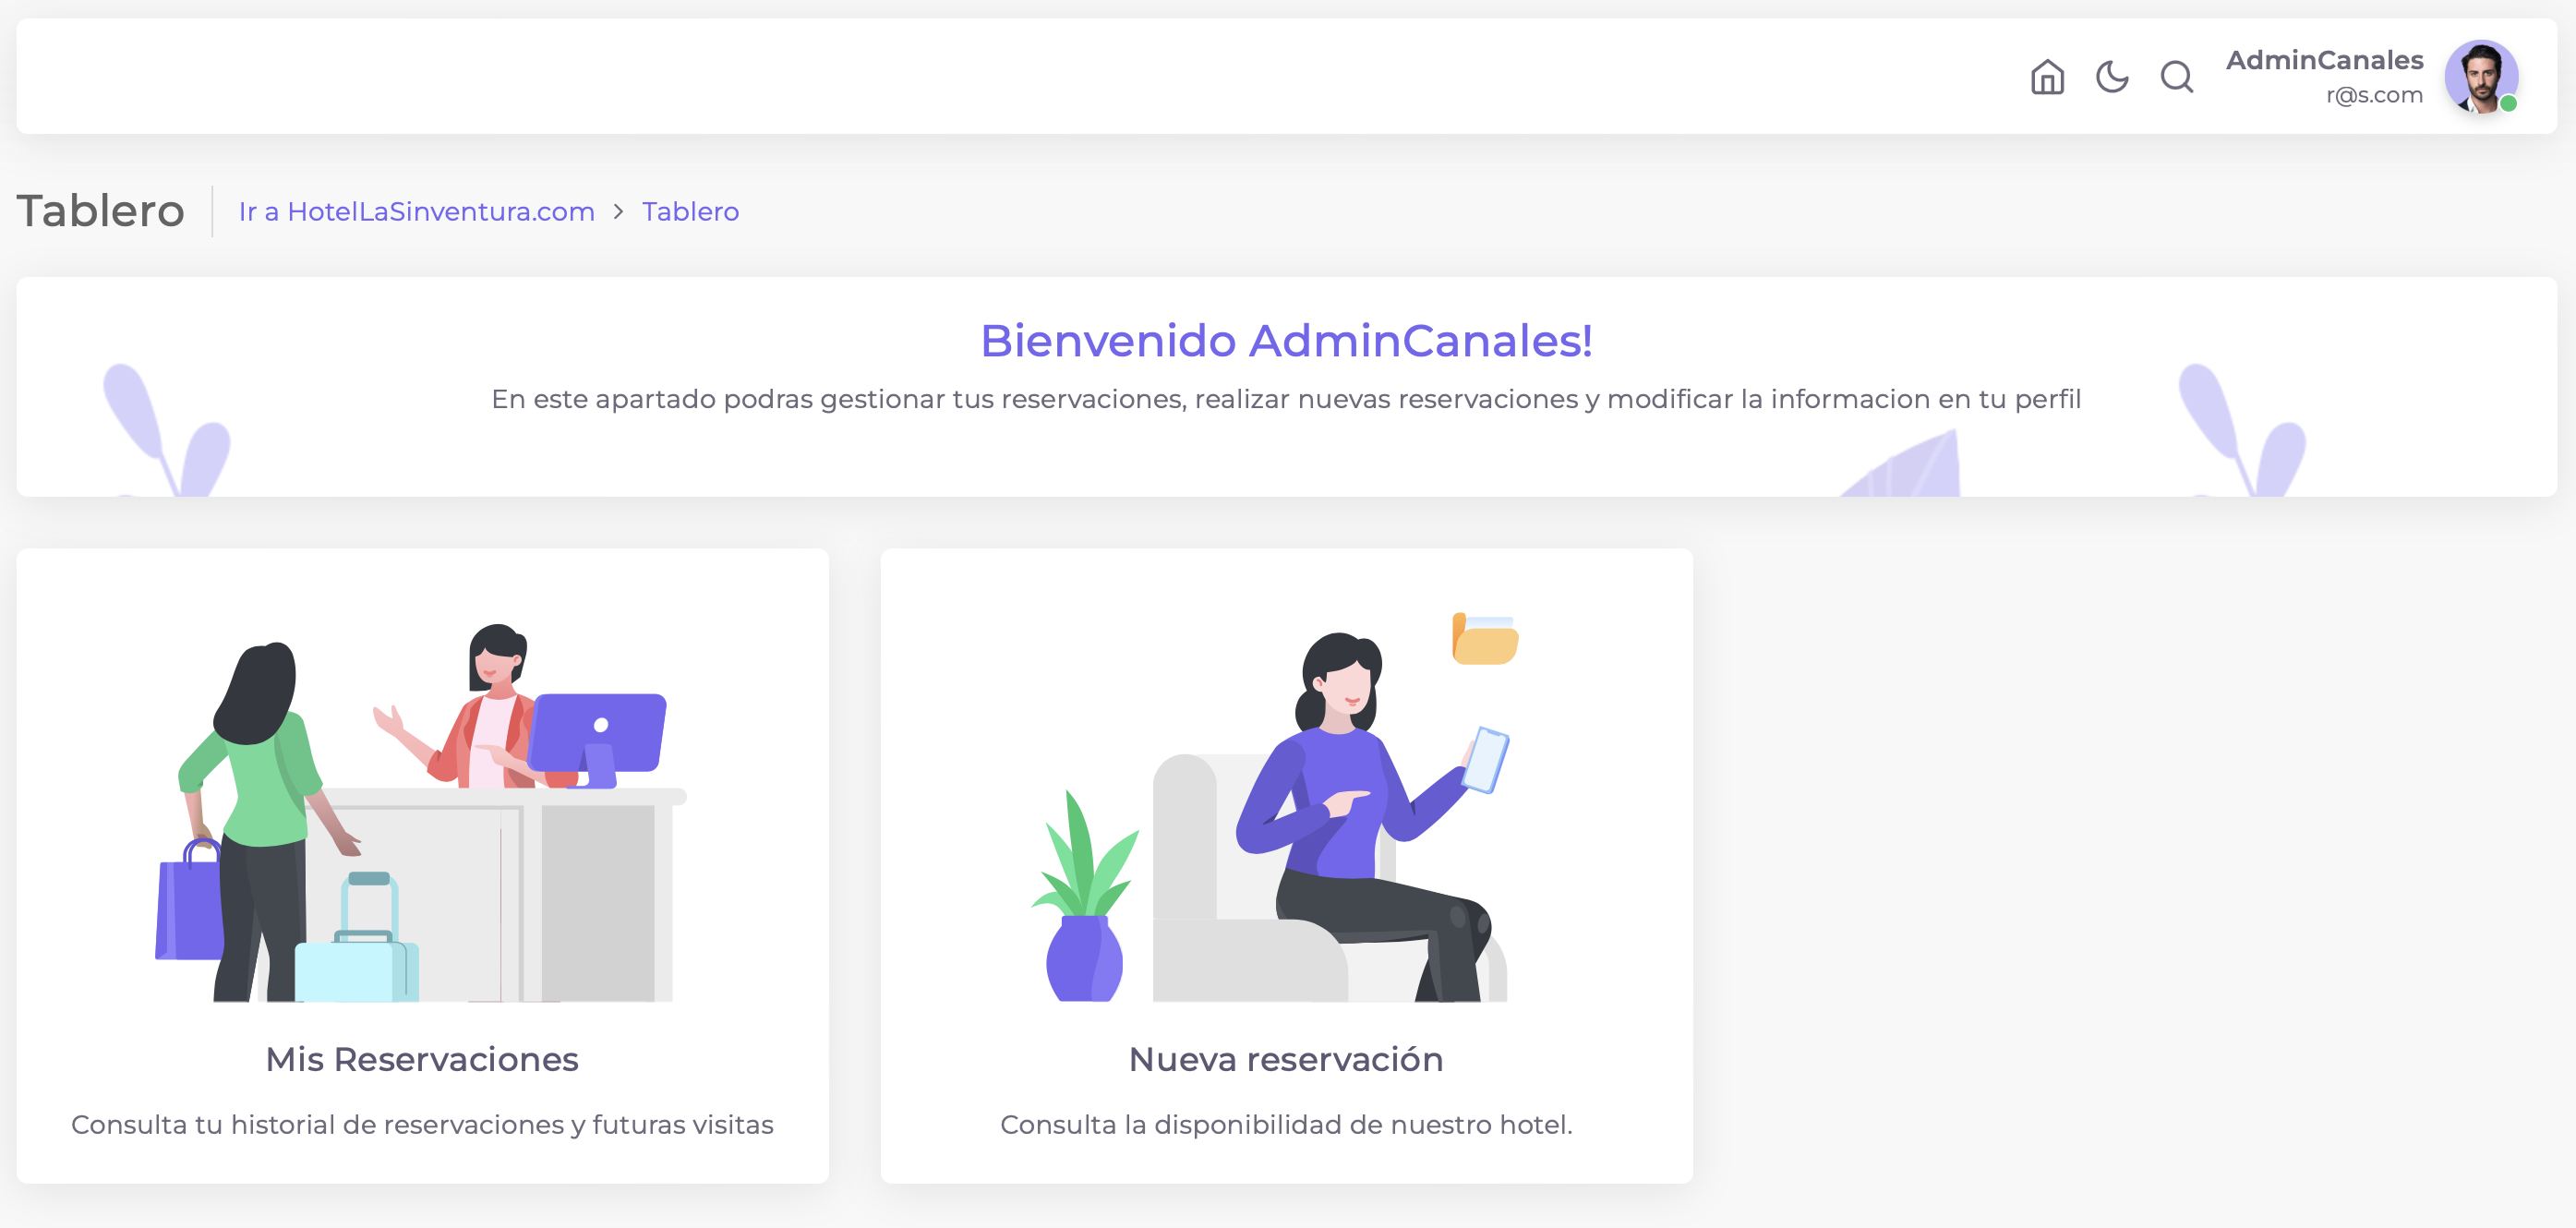 AdminCanales
r@s.com
Tablero
Ir a HotelLaSinventura.com > Tablero
Bienvenido AdminCanales!
En este apartado podras gestionar tus reservaciones, realizar nuevas reservaciones y modificar la informacion en tu perfil
Mis Reservaciones
Consulta tu historial de reservaciones y futuras visitas
Nueva reservación
Consulta la disponibilidad de nuestro hotel.